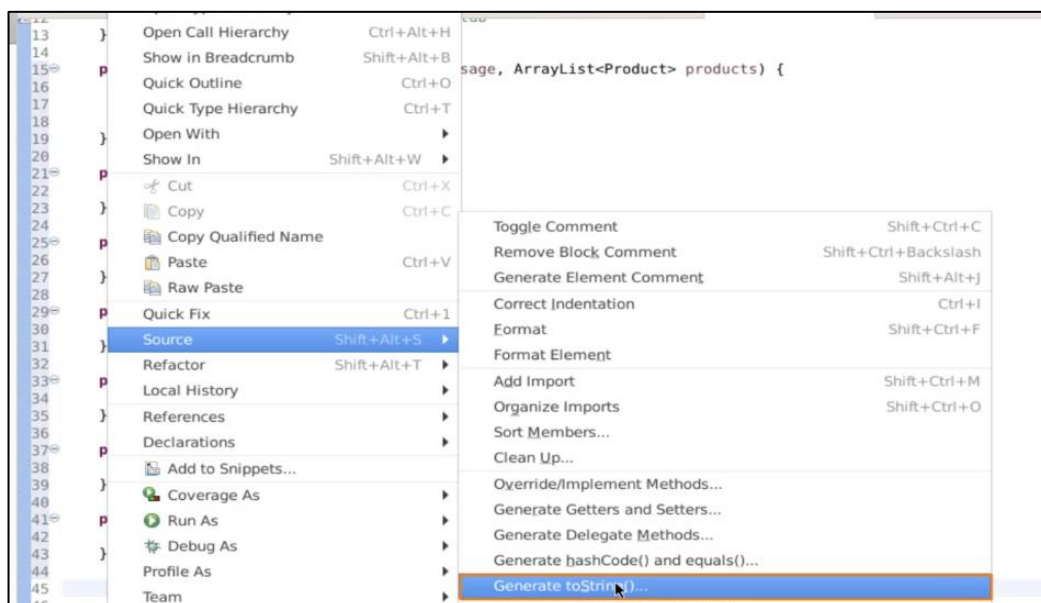 12
13 }
14
15 p sage, ArrayList<Product> products) {
16
17
18
19 }
20
21 p
22
23 }
24
25 p
26
27 }
28
29 p
30
31 }
32
33 p
34
35 }
36
37 p
38
39 }
40
41 p
42
43 }
44
45
Open Call Hierarchy Ctrl+Alt+H
Show in Breadcrumb Shift+Alt+B
Quick Outline Ctrl+O
Quick Type Hierarchy Ctrl+T
Open With
Show In Shift+Alt+W
Cut Ctrl+X
Copy Ctrl+C
Copy Qualified Name
Paste Ctrl+V
Raw Paste
Quick Fix Ctrl+1
Source Shift+Alt+S
Refactor Shift+Alt+T
Local History
References
Declarations
Add to Snippets...
Coverage As
Run As
Debug As
Profile As
Team
Toggle Comment Shift+Ctrl+C
Remove Block Comment Shift+Ctrl+Backslash
Generate Element Comment Shift+Alt+J
Correct Indentation Ctrl+I
Format Shift+Ctrl+F
Format Element
Add Import Shift+Ctrl+M
Organize Imports Shift+Ctrl+O
Sort Members...
Clean Up...
Override/Implement Methods...
Generate Getters and Setters...
Generate Delegate Methods...
Generate hashCode() and equals()...
Generate toString()...